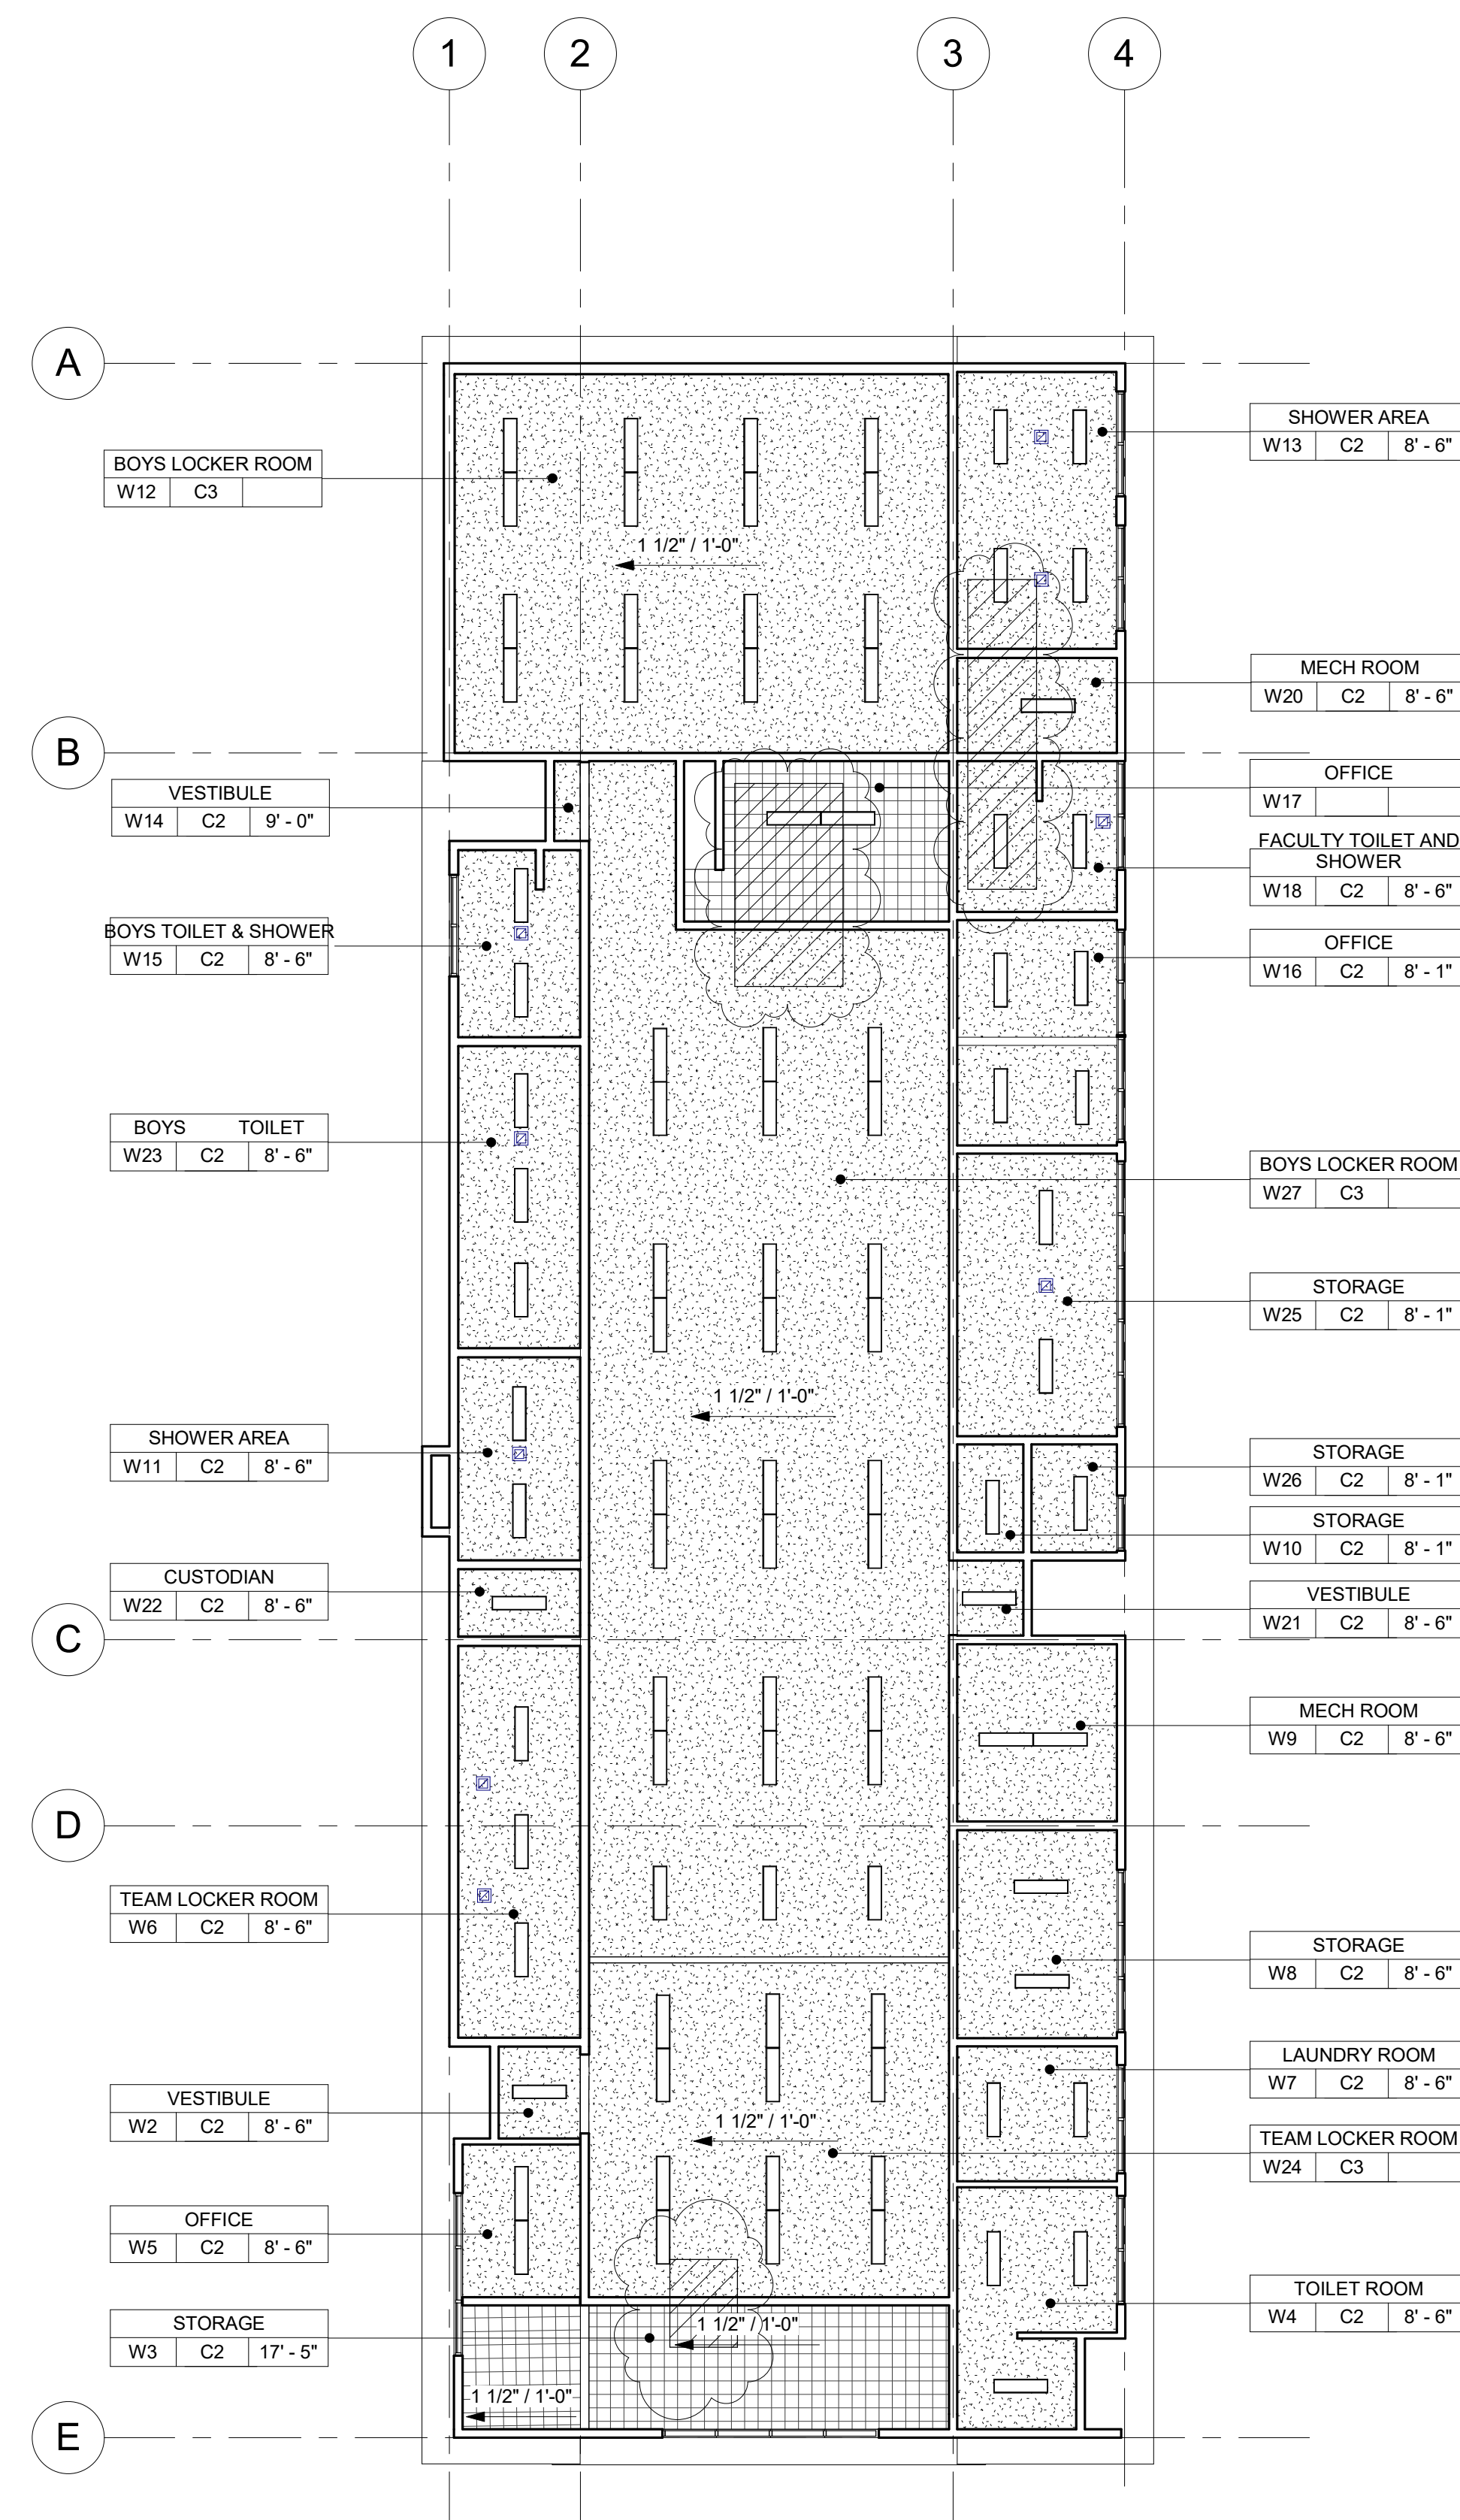 1 2 3 4
A
SHOWER AREA
W13 C2 8' - 6"
BOYS LOCKER ROOM
W12 C3
1 1/2" / 1'-0"
MECH ROOM
W20 C2 8' - 6"
B
OFFICE
W17
VESTIBULE
W14 C2 9' - 0"
FACULTY TOILET AND
SHOWER
W18 C2 8' - 6"
BOYS TOILET & SHOWER
W15 C2 8' - 6"
OFFICE
W16 C2 8' - 1"
BOYS TOILET
W23 C2 8' - 6"
BOYS LOCKER ROOM
W27 C3
STORAGE
W25 C2 8' - 1"
1 1/2" / 1'-0"
SHOWER AREA
W11 C2 8' - 6"
STORAGE
W26 C2 8' - 1"
STORAGE
W10 C2 8' - 1"
CUSTODIAN
W22 C2 8' - 6"
VESTIBULE
W21 C2 8' - 6"
C
MECH ROOM
W9 C2 8' - 6"
D
TEAM LOCKER ROOM
W6 C2 8' - 6"
STORAGE
W8 C2 8' - 6"
LAUNDRY ROOM
W7 C2 8' - 6"
VESTIBULE
W2 C2 8' - 6"
1 1/2" / 1'-0"
TEAM LOCKER ROOM
W24 C3
OFFICE
W5 C2 8' - 6"
TOILET ROOM
W4 C2 8' - 6"
STORAGE
W3 C2 17' - 5"
1 1/2" / 1'-0"
1 1/2" / 1'-0"
E